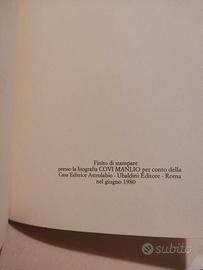 Finito di stampare
presso la litografia COVI MANLIO per conto della
Casa Editrice Astrolabio - Ubaldini Editore - Roma
nel giugno 1980
subito